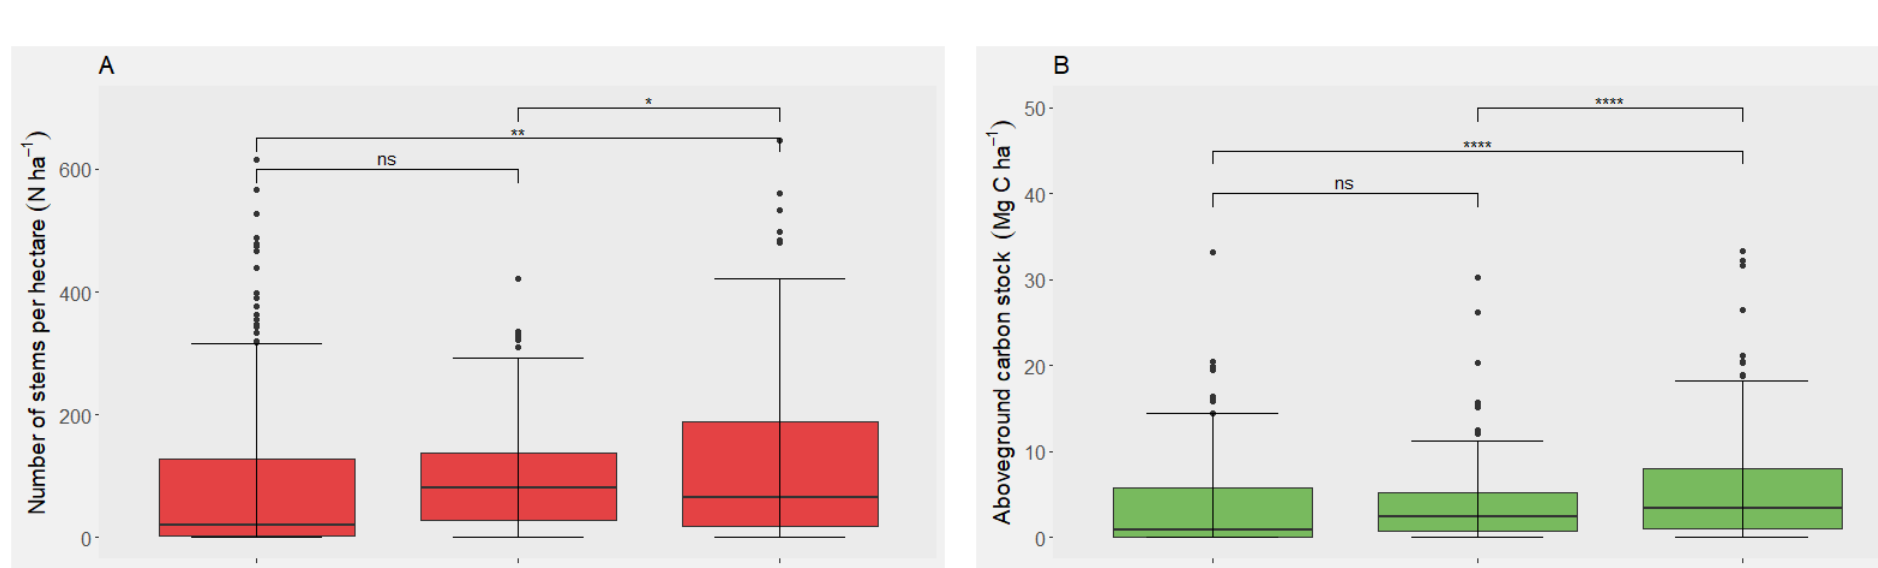 A
Number of stems per hectare (N ha⁻¹)
600
400
200
0
*
**
ns
B
Aboveground carbon stock (Mg C ha⁻¹)
50
40
30
20
10
0
****
****
ns